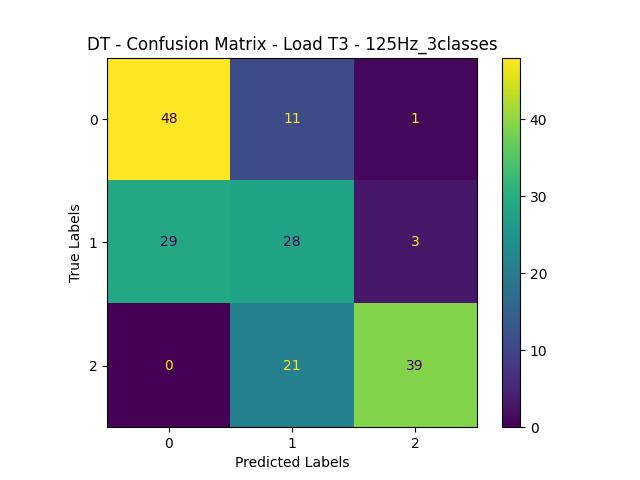 DT - Confusion Matrix - Load T3 - 125Hz_3classes
True Labels
0 48 11 1
1 29 28 3
2 0 21 39
0 1 2
Predicted Labels
40
30
20
10
0